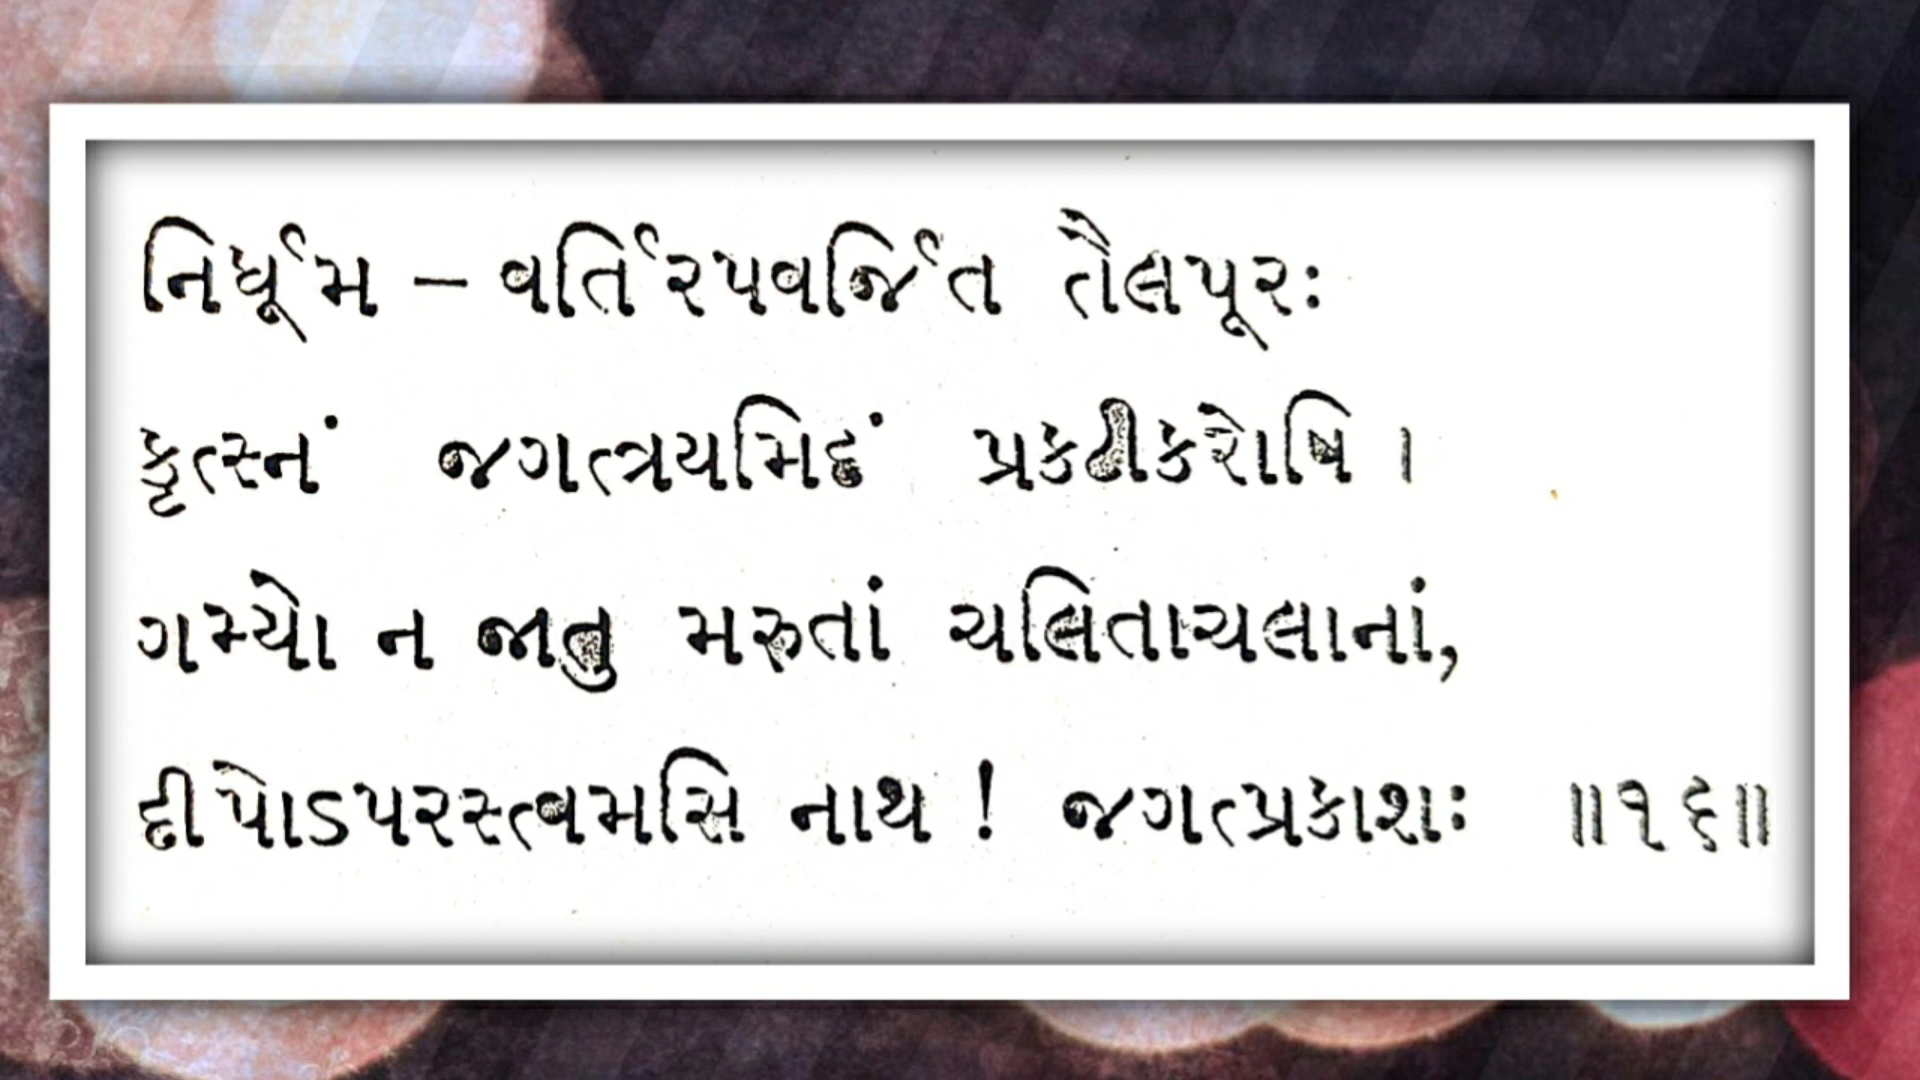 નિર્ધૂમ – વર્તિરપવર્જિત તૈલપૂરઃ
કૃત્સ્નં જગત્ત્રયમિદં પ્રકટીકરોષિ ।
ગમ્યો ન જાતુ મરુતાં ચલિતાચલાનાં,
દીપોઽપરસ્ત્વમસિ નાથ ! જગત્પ્રકાશઃ ॥૧૬॥